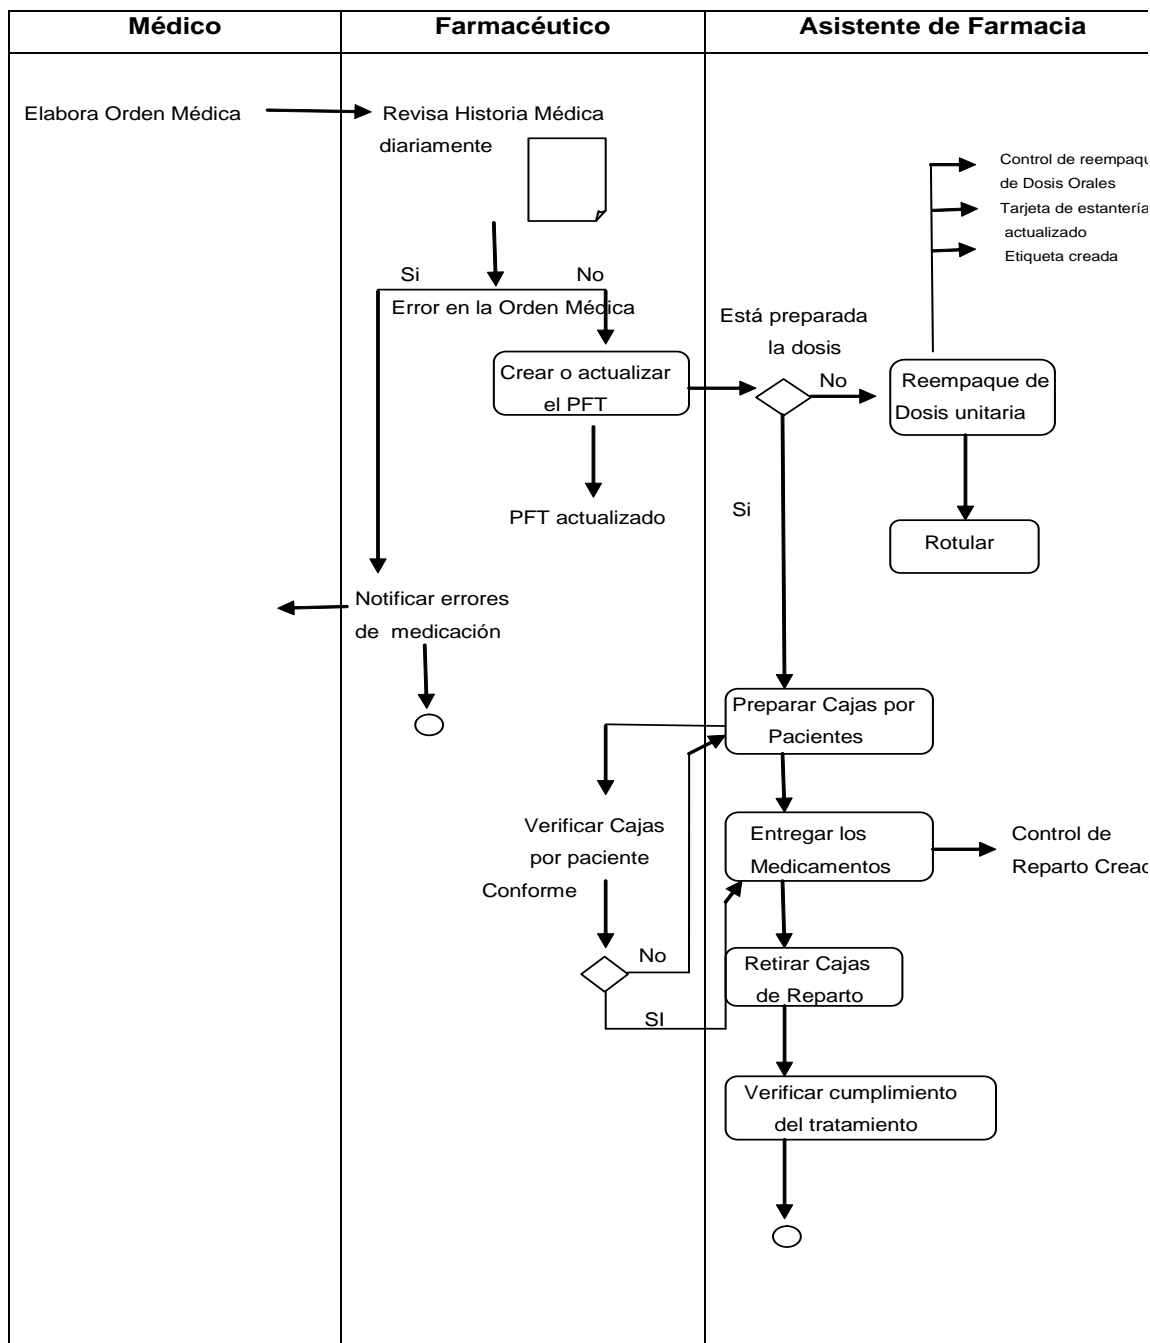 Médico
Farmacéutico
Asistente de Farmacia
Elabora Orden Médica
Revisa Historia Médica
diariamente
Si
No
Error en la Orden Médica
Crear o actualizar
el PFT
PFT actualizado
Notificar errores
de medicación
Está preparada
la dosis
No
Si
Reempaque de
Dosis unitaria
Control de reempaqu
de Dosis Orales
Tarjeta de estantería
actualizado
Etiqueta creada
Rotular
Preparar Cajas por
Pacientes
Verificar Cajas
por paciente
Conforme
No
SI
Entregar los
Medicamentos
Control de
Reparto Creac
Retirar Cajas
de Reparto
Verificar cumplimiento
del tratamiento